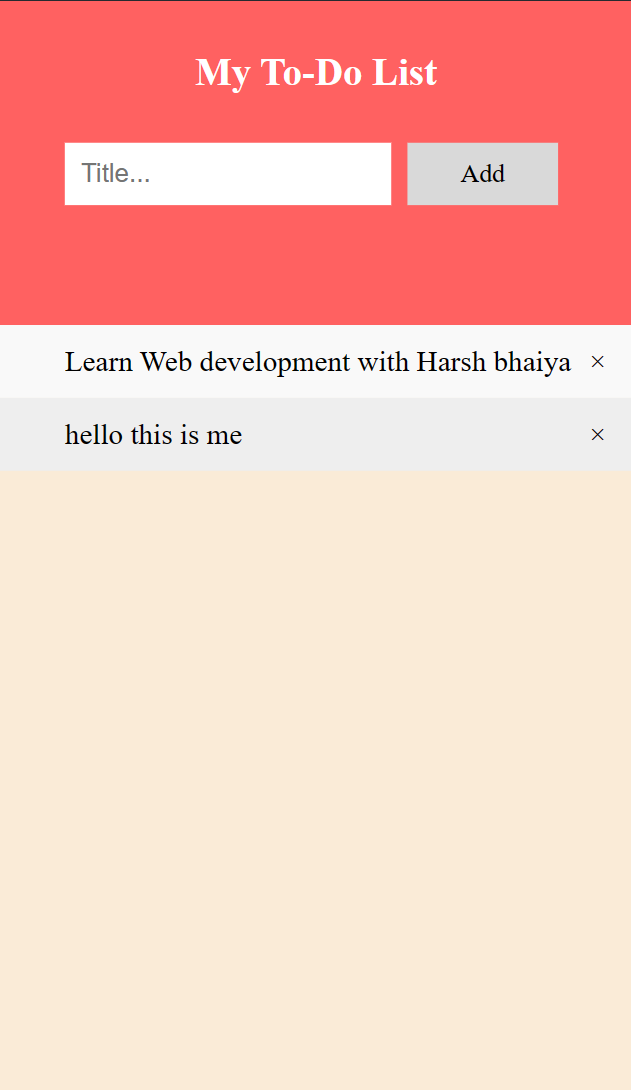 My To-Do List
Title...
Add
Learn Web development with Harsh bhaiya ×
hello this is me ×